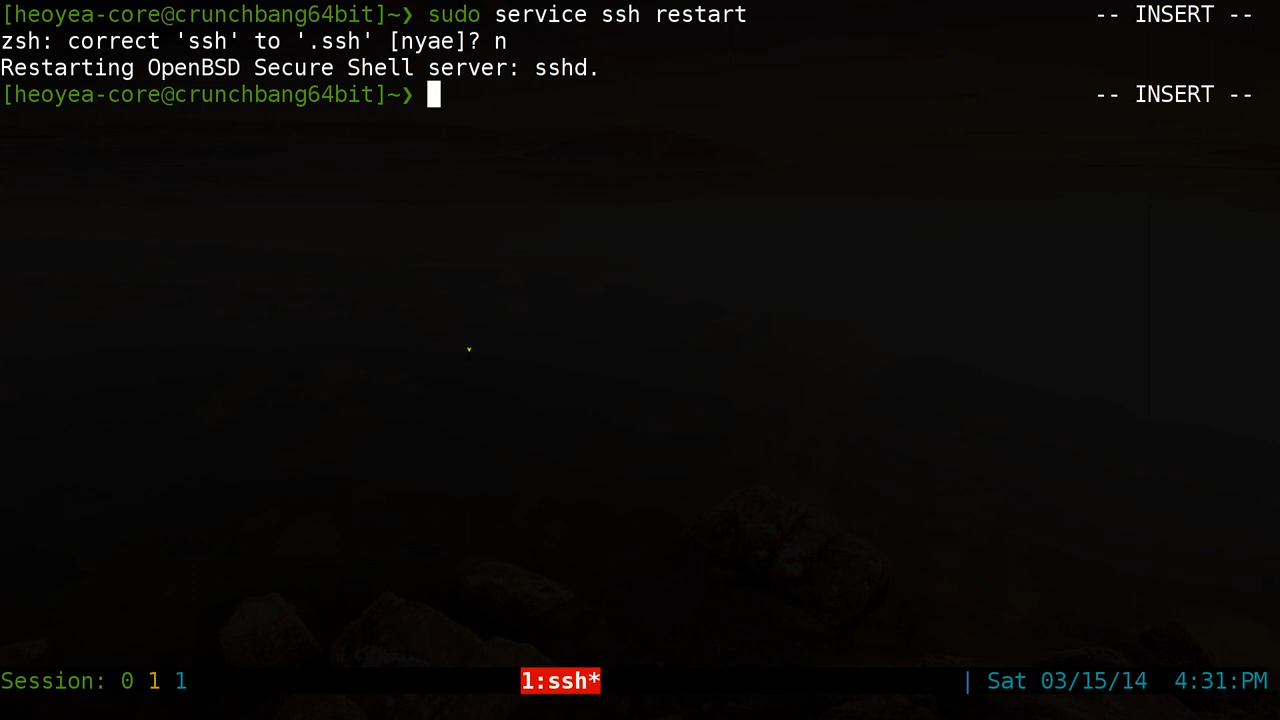 [heoyea-core@crunchbang64bit]~❯ sudo service ssh restart -- INSERT --
zsh: correct 'ssh' to '.ssh' [nyae]? n
Restarting OpenBSD Secure Shell server: sshd.
[heoyea-core@crunchbang64bit]~❯ -- INSERT --
Session: 0 1 1 1:ssh* | Sat 03/15/14 4:31:PM